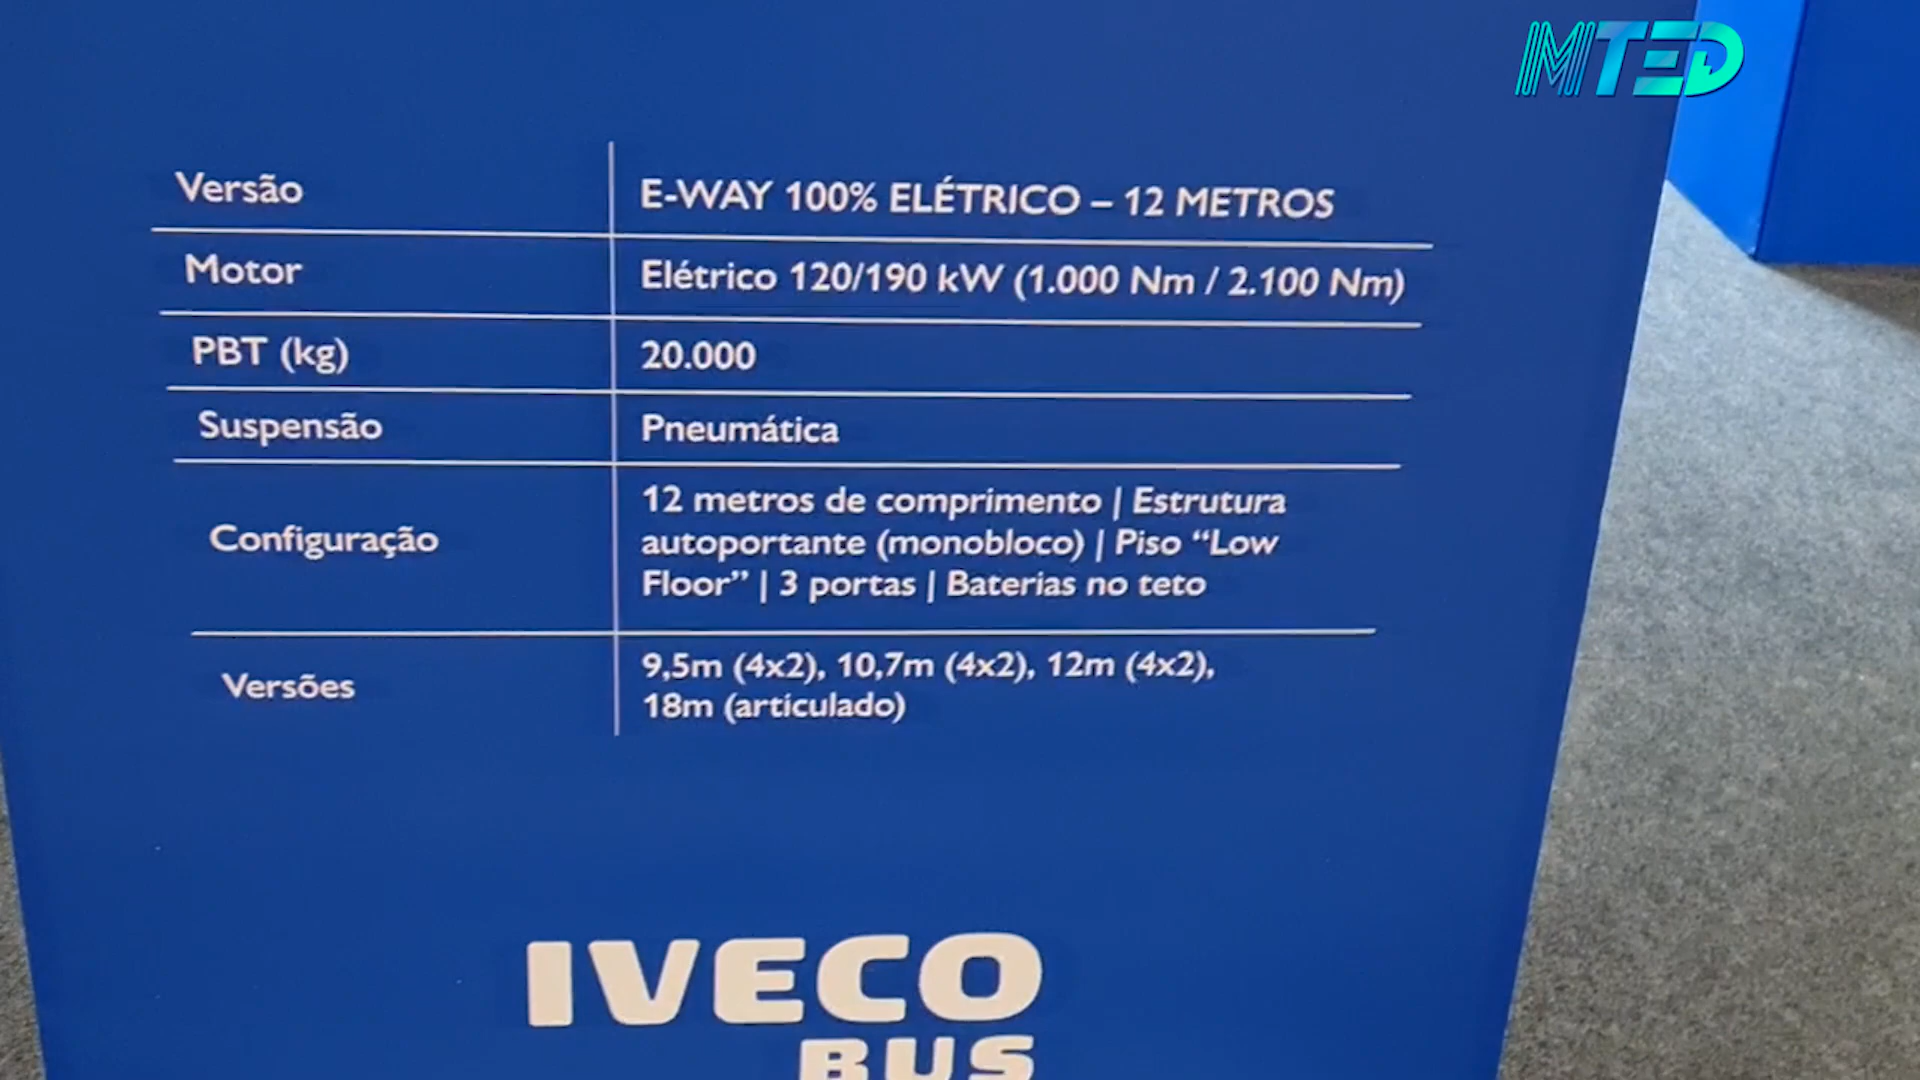 MTED
Versão
E-WAY 100% ELÉTRICO – 12 METROS
Motor
Elétrico 120/190 kW (1.000 Nm / 2.100 Nm)
PBT (kg)
20.000
Suspensão
Pneumática
Configuração
12 metros de comprimento | Estrutura
autoportante (monobloco) | Piso “Low
Floor” | 3 portas | Baterias no teto
Versões
9,5m (4x2), 10,7m (4x2), 12m (4x2),
18m (articulado)
IVECO
BUS